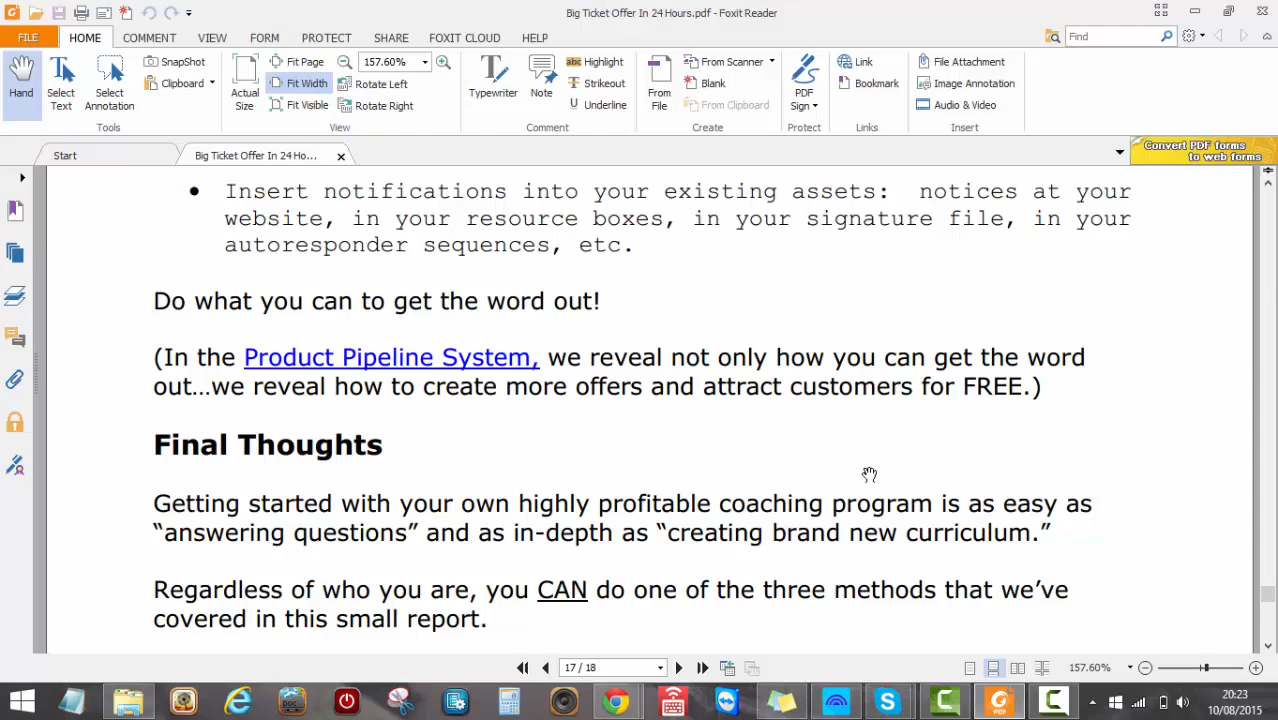 Big Ticket Offer In 24 Hours.pdf - Foxit Reader
FILE HOME COMMENT VIEW FORM PROTECT SHARE FOXIT CLOUD HELP Find
Hand
Select Text
Select Annotation
SnapShot
Clipboard
Tools
Actual Size
Fit Page
Fit Width
Fit Visible
157.60%
Rotate Left
Rotate Right
View
Typewriter
Note
Highlight
Strikeout
Underline
Comment
From File
From Scanner
Blank
From Clipboard
Create
PDF Sign
Protect
Link
Bookmark
Links
File Attachment
Image Annotation
Audio & Video
Insert
Start
Big Ticket Offer In 24 Ho...
Convert PDF forms
to web forms
• Insert notifications into your existing assets: notices at your
website, in your resource boxes, in your signature file, in your
autoresponder sequences, etc.
Do what you can to get the word out!
(In the Product Pipeline System, we reveal not only how you can get the word
out…we reveal how to create more offers and attract customers for FREE.)
Final Thoughts
Getting started with your own highly profitable coaching program is as easy as
“answering questions” and as in-depth as “creating brand new curriculum.”
Regardless of who you are, you CAN do one of the three methods that we’ve
covered in this small report.
17 / 18
157.60%
20:23
10/08/2015